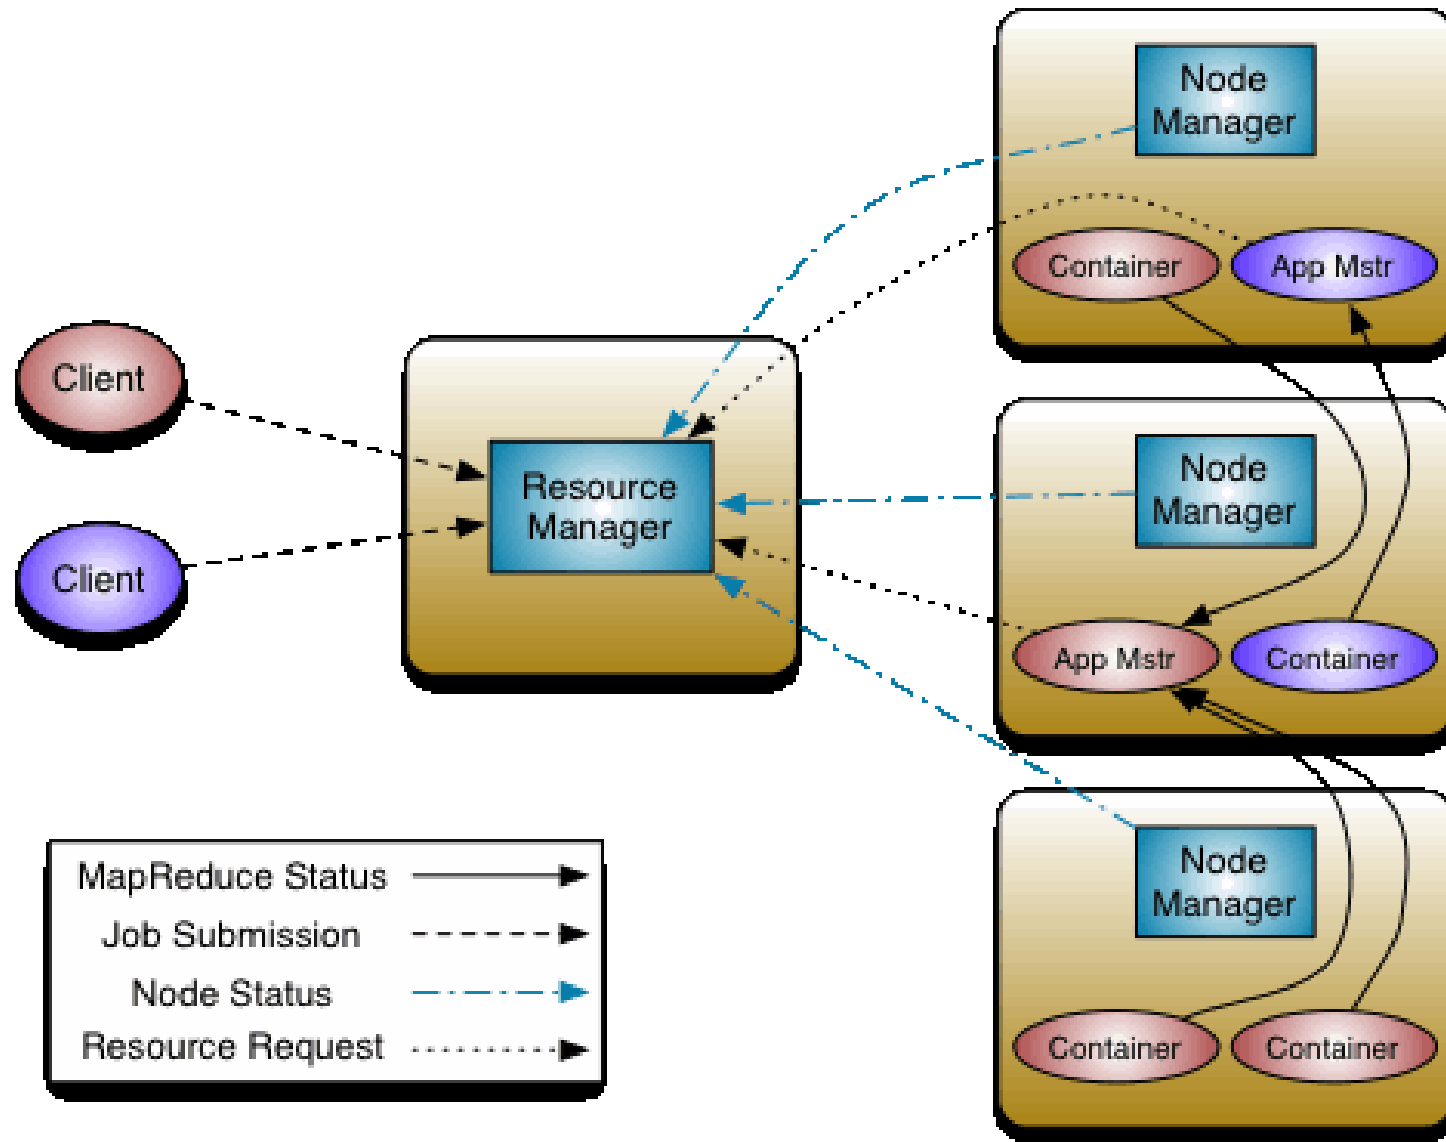 Client
Client
Resource
Manager
Node
Manager
Container
App Mstr
Node
Manager
App Mstr
Container
Node
Manager
Container
Container
MapReduce Status
Job Submission
Node Status
Resource Request